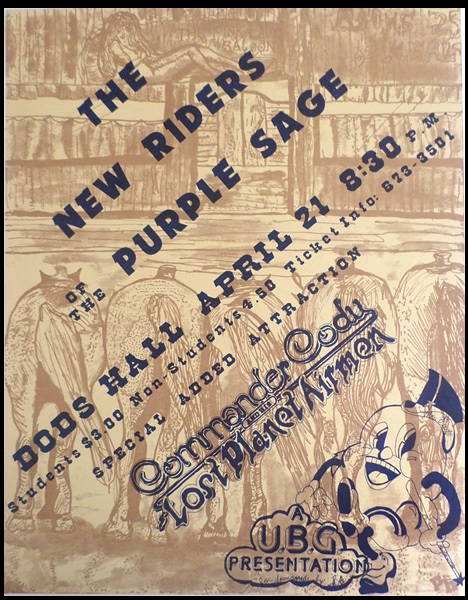 THE
NEW RIDERS
OF THE
PURPLE SAGE
DODS HALL APRIL 21 8:30 P.M
Students $3.00 Non-Students 4.50 Ticket Info: 623-3501
SPECIAL ADDED ATTRACTION
Commander Cody
Lost Planet Airmen
A
U.B.G
PRESENTATION